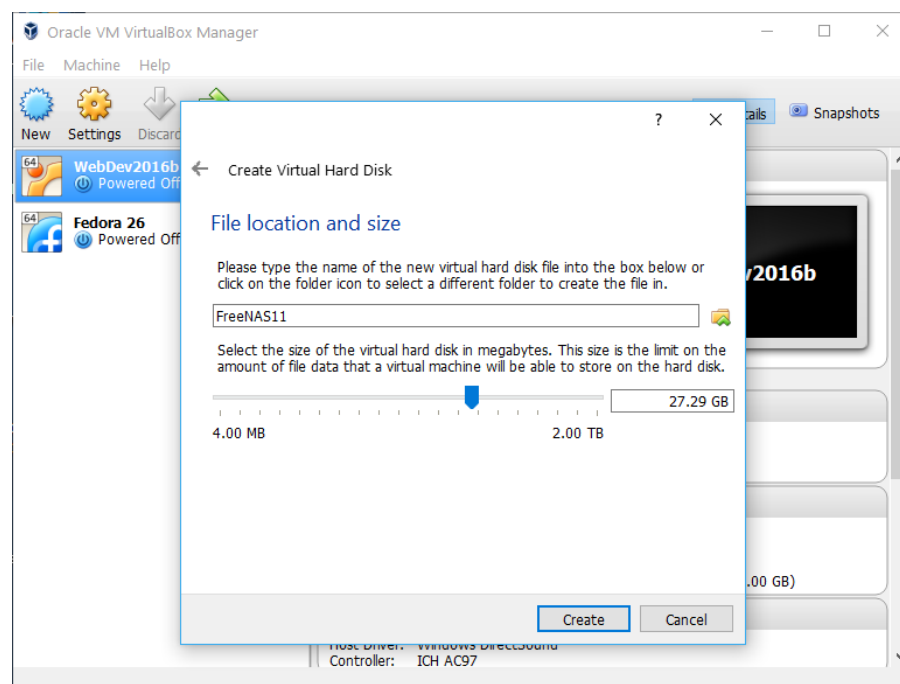 Oracle VM VirtualBox Manager
File Machine Help
New Settings Discard
Snapshots
64 WebDev2016b
Powered Off
64 Fedora 26
Powered Off
? 
Create Virtual Hard Disk
File location and size
Please type the name of the new virtual hard disk file into the box below or
click on the folder icon to select a different folder to create the file in.
FreeNAS11
Select the size of the virtual hard disk in megabytes. This size is the limit on the
amount of file data that a virtual machine will be able to store on the hard disk.
27.29 GB
4.00 MB 2.00 TB
Create Cancel
v2016b
.00 GB)
Host Driver: Windows DirectSound
Controller: ICH AC97